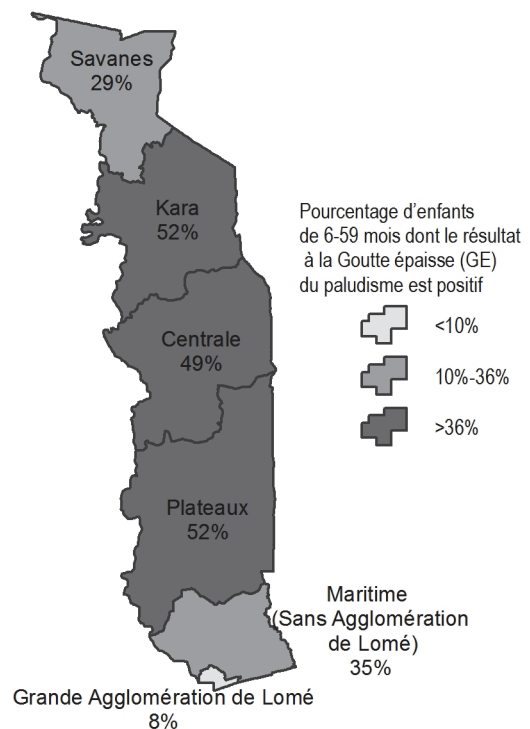 Savanes
29%
Kara
52%
Pourcentage d'enfants
de 6-59 mois dont le résultat
à la Goutte épaisse (GE)
du paludisme est positif
<10%
10%-36%
>36%
Centrale
49%
Plateaux
52%
Maritime
(Sans Agglomération
de Lomé)
35%
Grande Agglomération de Lomé
8%